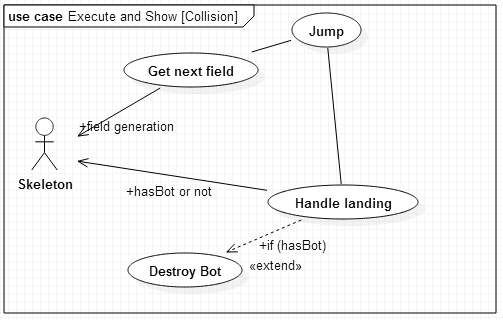 use case Execute and Show [Collision]
Jump
Get next field
+field generation
Skeleton
+hasBot or not
Handle landing
+if (hasBot)
«extend»
Destroy Bot